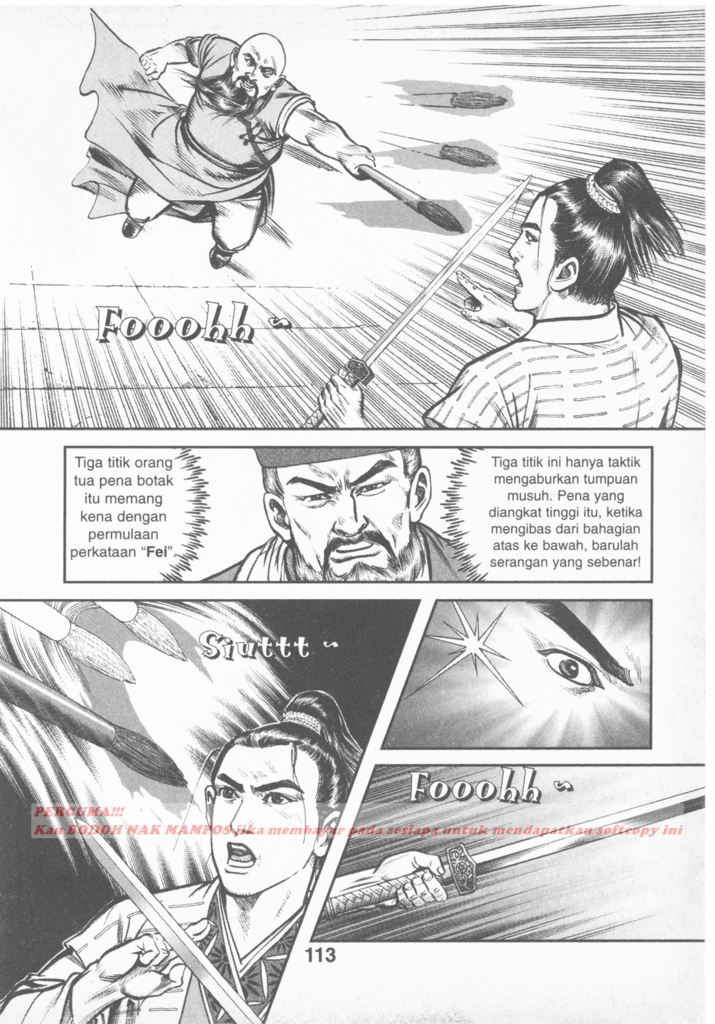 Fooohh ~
Tiga titik orang
tua pena botak
itu memang
kena dengan
permulaan
perkataan “Fei”.
Tiga titik ini hanya taktik
mengaburkan tumpuan
musuh. Pena yang
diangkat tinggi itu, ketika
mengibas dari bahagian
atas ke bawah, barulah
serangan yang sebenar!
Siuttt ~
Fooohh ~
PERCUMA!!!
Kau BODOH NAK MAMPOS jika membayar pada sesiapa untuk mendapatkan softcopy ini
113